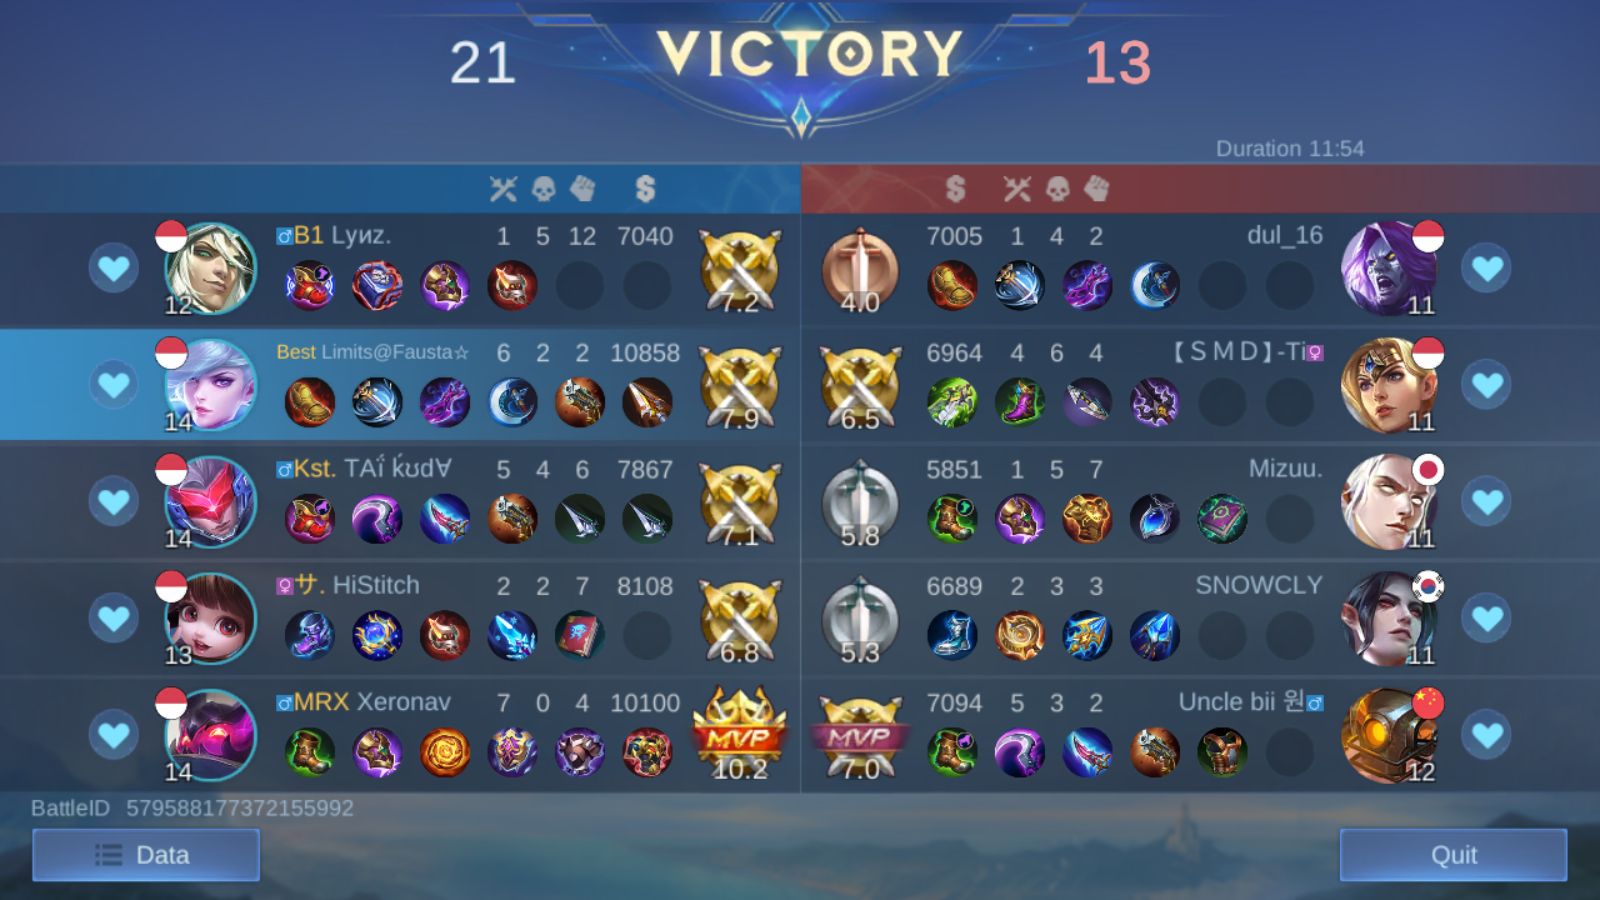 21 VICTORY 13
Duration 11:54
B1 Lyиz. 1 5 12 7040
12 7.2
7005 1 4 2 dul_16
4.0 11
Best Limits@Fausta☆ 6 2 2 10858
14 7.9
6964 4 6 4 【ＳＭＤ】-Ti
6.5 11
Kst. TAḯ ḱʊd∀ 5 4 6 7867
14 7.1
5851 1 5 7 Mizuu.
5.8 11
サ. HiStitch 2 2 7 8108
13 6.8
6689 2 3 3 SNOWCLY
5.3 11
MRX Xeronav 7 0 4 10100
14 MVP 10.2
7094 5 3 2 Uncle bii 원
MVP 7.0 12
BattleID 579588177372155992
Data
Quit